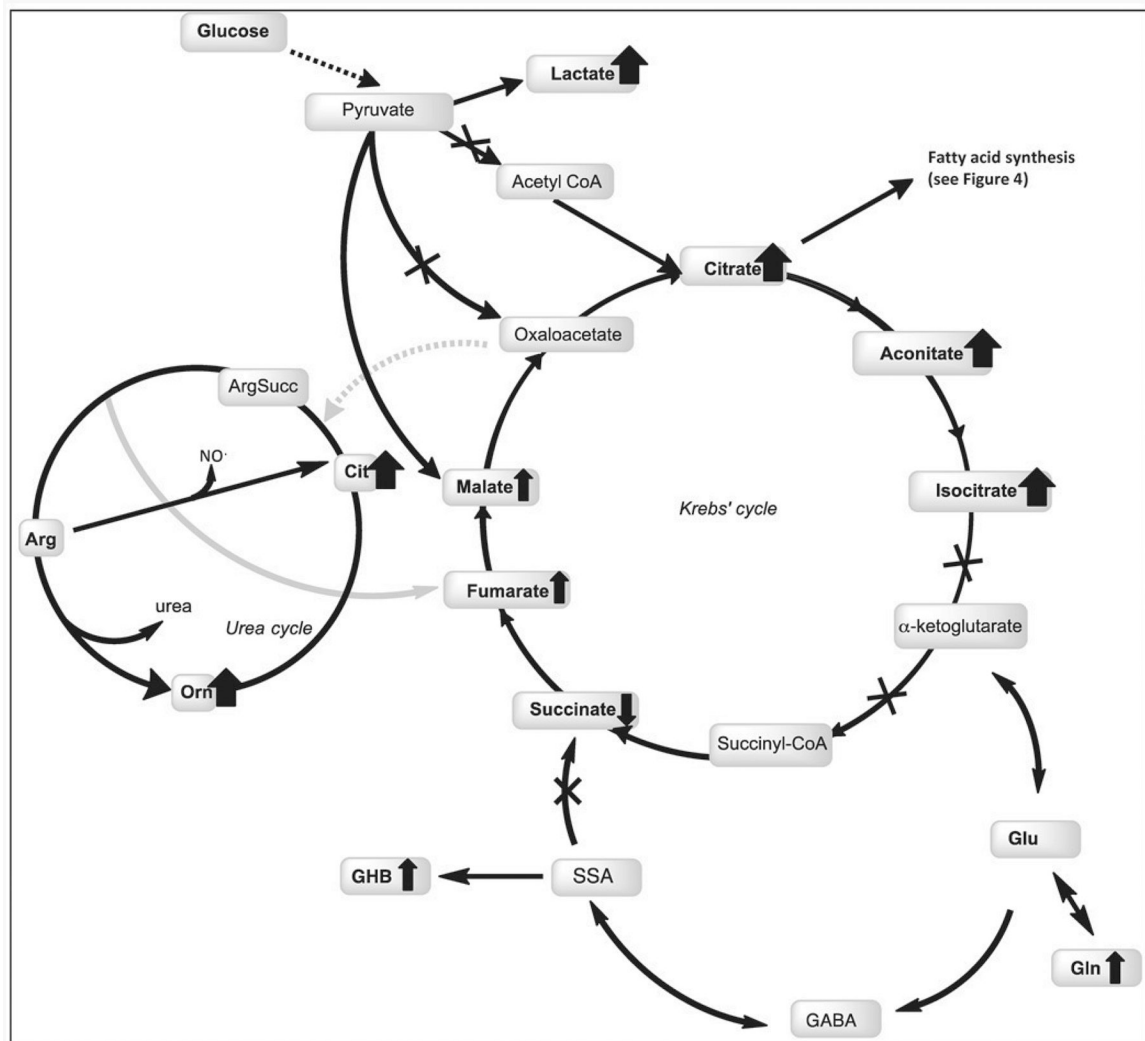 Glucose
Lactate
Pyruvate
Acetyl CoA
Fatty acid synthesis
(see Figure 4)
Citrate
Oxaloacetate
Aconitate
ArgSucc
NO·
Cit
Malate
Krebs' cycle
Isocitrate
Arg
Fumarate
urea
Urea cycle
α-ketoglutarate
Orn
Succinate
Succinyl-CoA
Glu
GHB
SSA
Gln
GABA